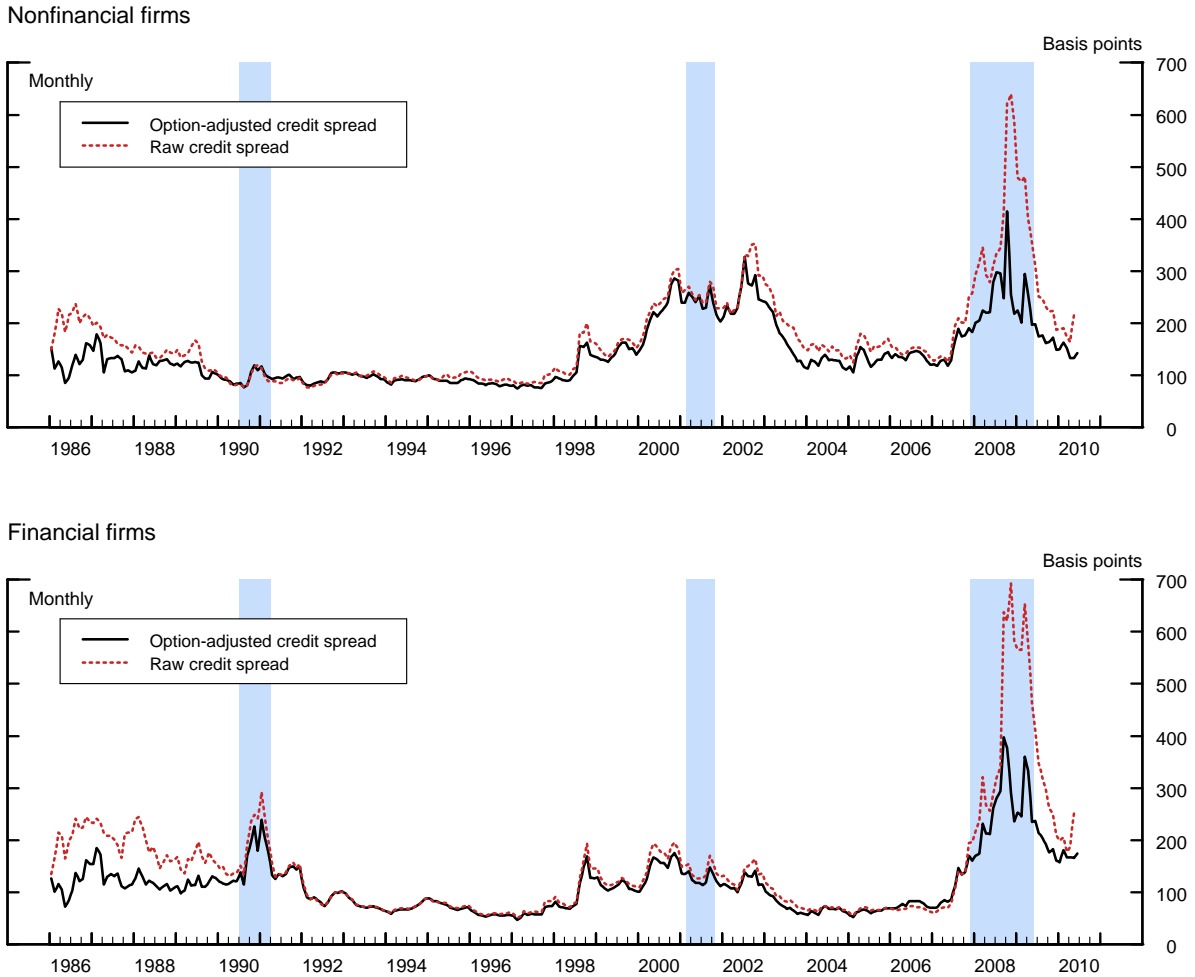 Nonfinancial firms
Basis points
Monthly
Option-adjusted credit spread
Raw credit spread
700
600
500
400
300
200
100
0
1986 1988 1990 1992 1994 1996 1998 2000 2002 2004 2006 2008 2010
Financial firms
Basis points
Monthly
Option-adjusted credit spread
Raw credit spread
700
600
500
400
300
200
100
0
1986 1988 1990 1992 1994 1996 1998 2000 2002 2004 2006 2008 2010